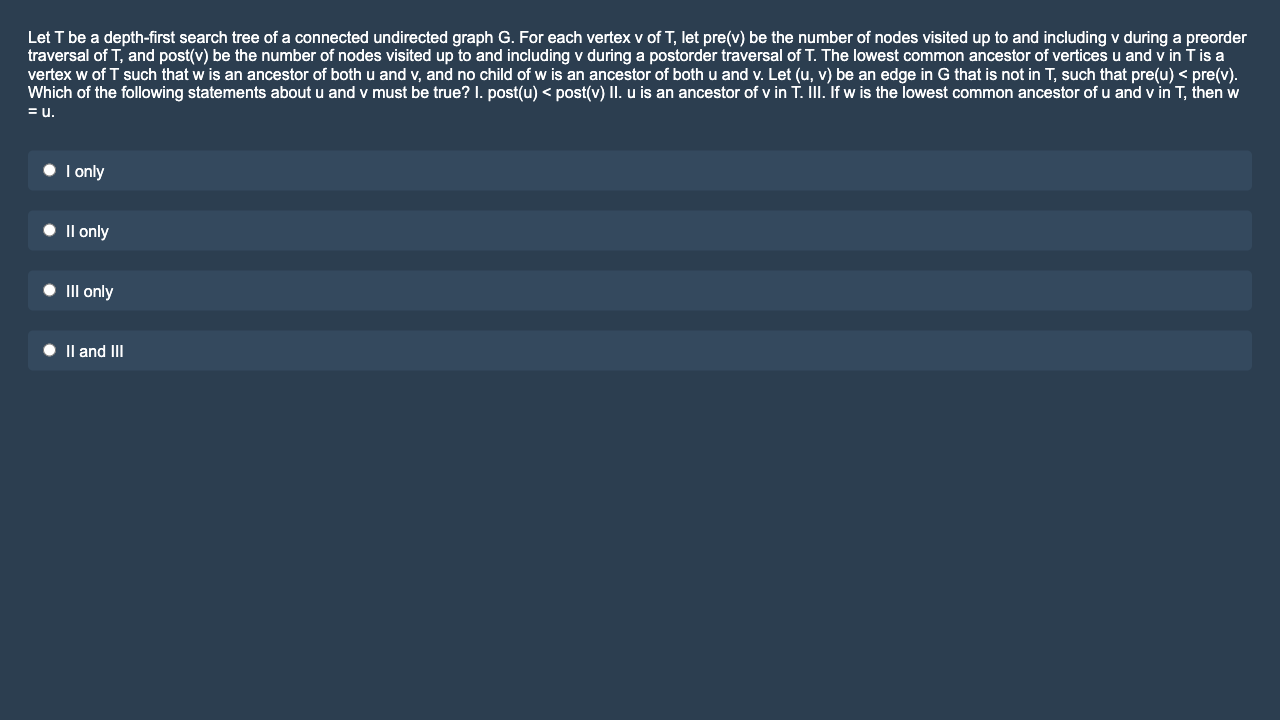 Let T be a depth-first search tree of a connected undirected graph G. For each vertex v of T, let pre(v) be the number of nodes visited up to and including v during a preorder
traversal of T, and post(v) be the number of nodes visited up to and including v during a postorder traversal of T. The lowest common ancestor of vertices u and v in T is a
vertex w of T such that w is an ancestor of both u and v, and no child of w is an ancestor of both u and v. Let (u, v) be an edge in G that is not in T, such that pre(u) < pre(v).
Which of the following statements about u and v must be true? I. post(u) < post(v) II. u is an ancestor of v in T. III. If w is the lowest common ancestor of u and v in T, then w
= u.
I only
II only
III only
II and III